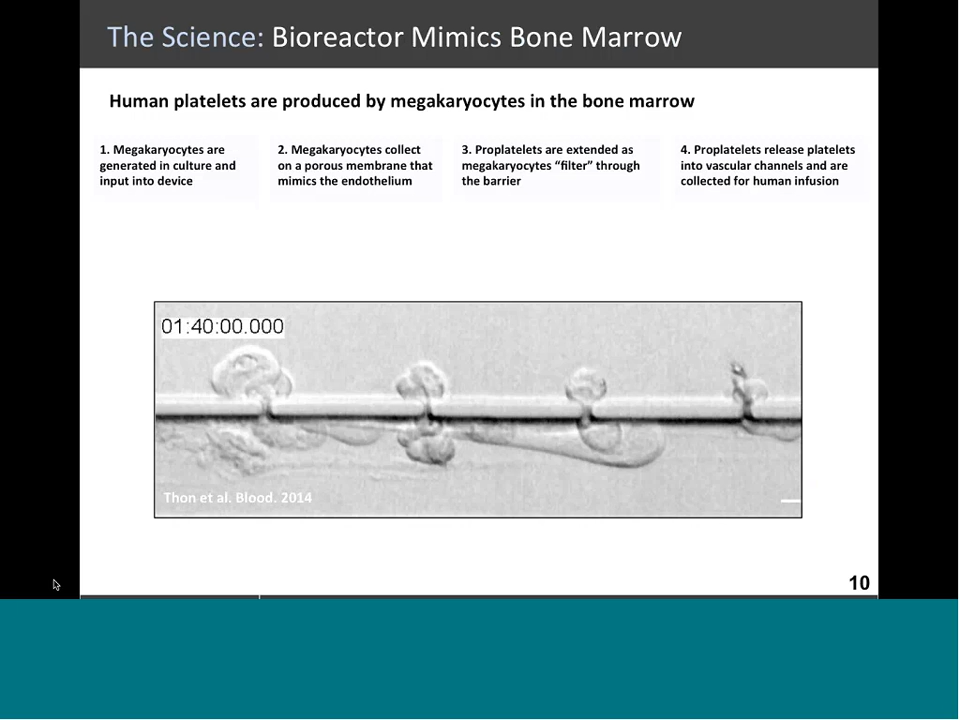 The Science: Bioreactor Mimics Bone Marrow
Human platelets are produced by megakaryocytes in the bone marrow
1. Megakaryocytes are
generated in culture and
input into device
2. Megakaryocytes collect
on a porous membrane that
mimics the endothelium
3. Proplatelets are extended as
megakaryocytes “filter” through
the barrier
4. Proplatelets release platelets
into vascular channels and are
collected for human infusion
01:40:00.000
Thon et al. Blood. 2014
10